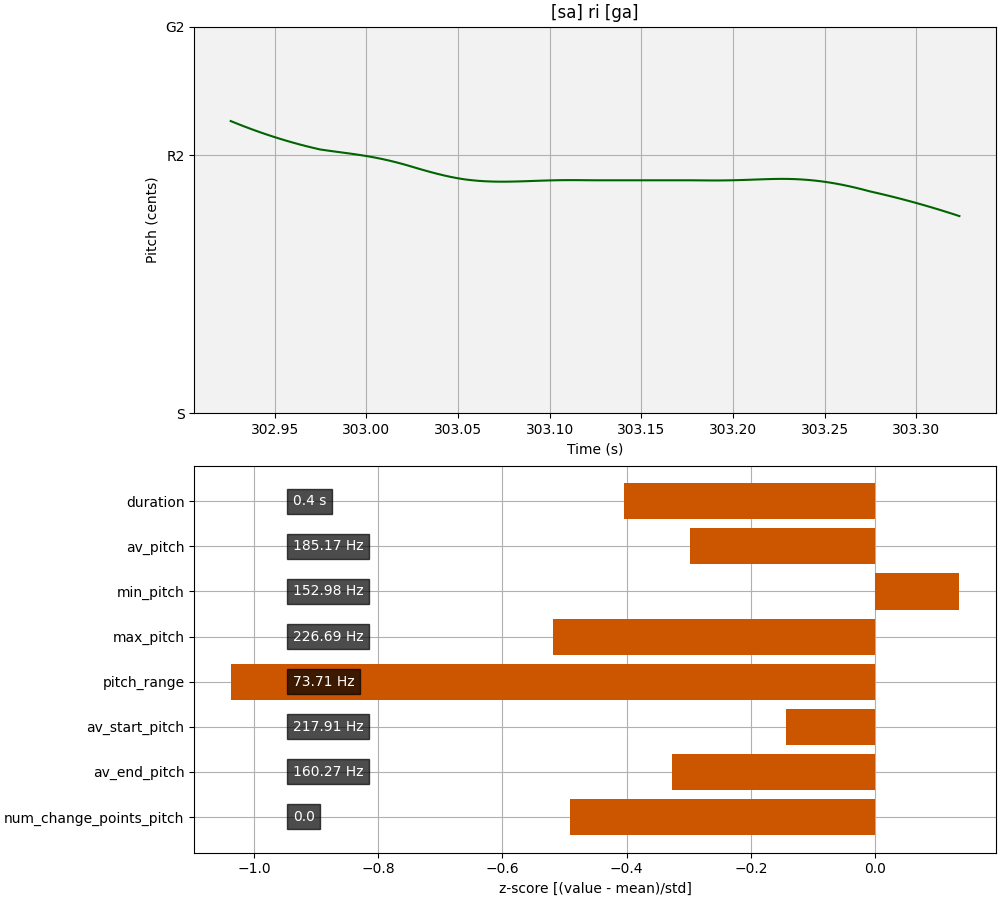 [sa] ri [ga]
G2
R2
S
Pitch (cents)
302.95 303.00 303.05 303.10 303.15 303.20 303.25 303.30
Time (s)
duration 0.4 s
av_pitch 185.17 Hz
min_pitch 152.98 Hz
max_pitch 226.69 Hz
pitch_range 73.71 Hz
av_start_pitch 217.91 Hz
av_end_pitch 160.27 Hz
num_change_points_pitch 0.0
−1.0 −0.8 −0.6 −0.4 −0.2 0.0
z-score [(value - mean)/std]